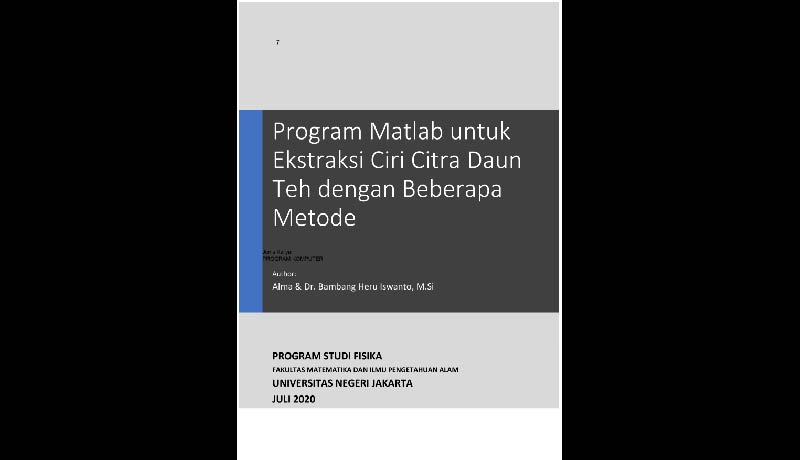 7
Program Matlab untuk
Ekstraksi Ciri Citra Daun
Teh dengan Beberapa
Metode
PROGRAM KOMPUTER
Author:
Alma & Dr. Bambang Heru Iswanto, M.Si
PROGRAM STUDI FISIKA
FAKULTAS MATEMATIKA DAN ILMU PENGETAHUAN ALAM
UNIVERSITAS NEGERI JAKARTA
JULI 2020